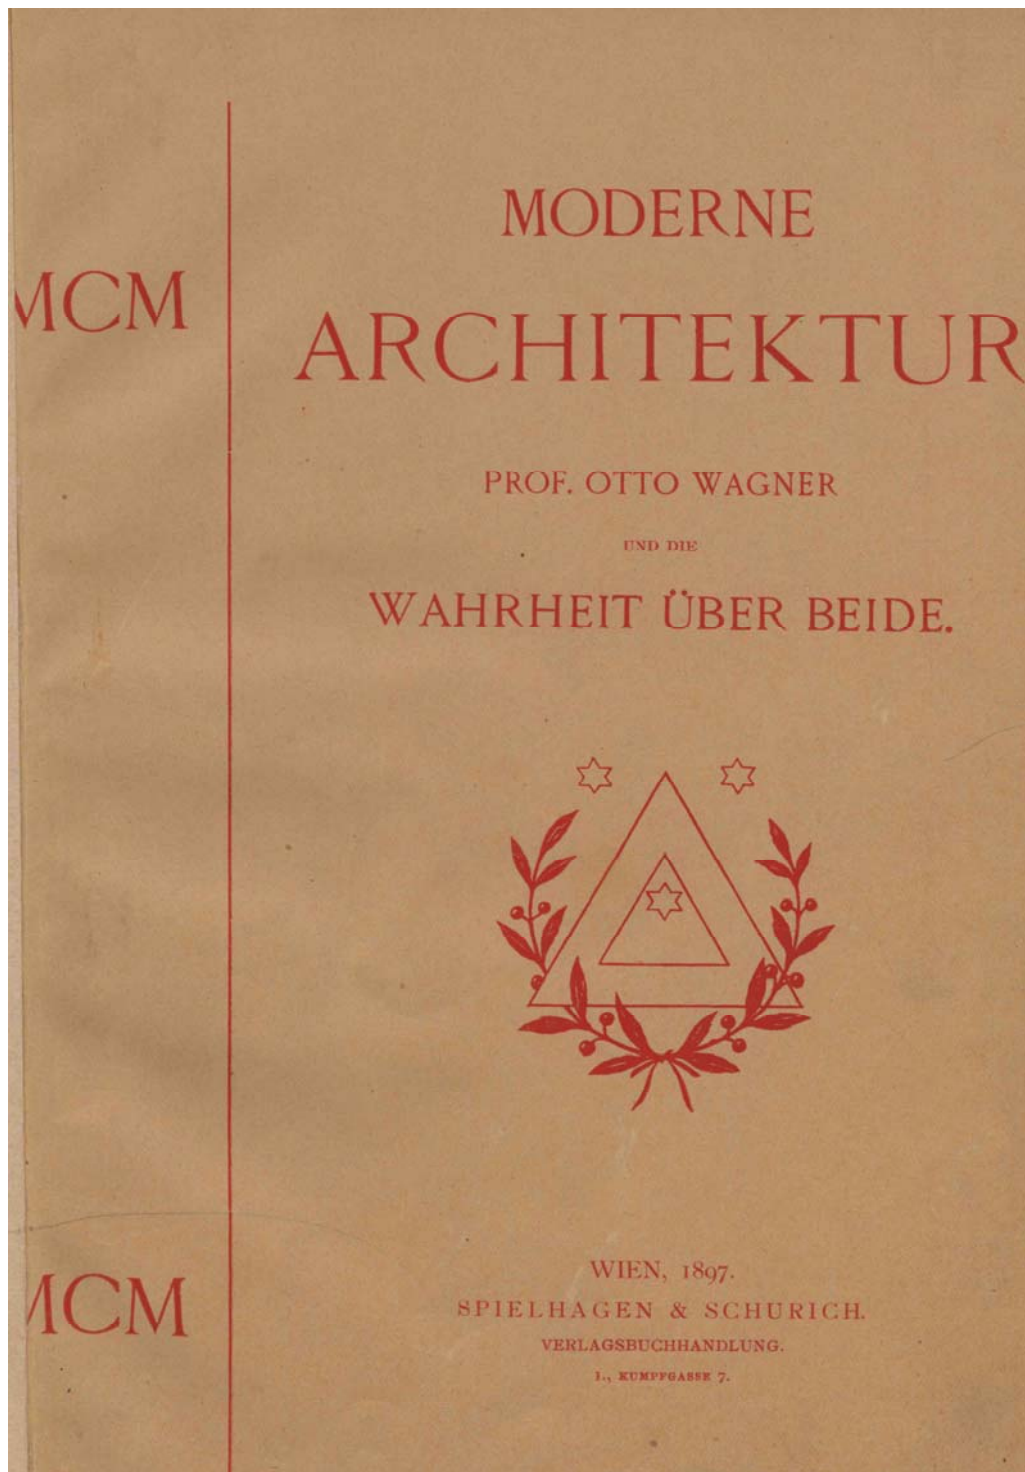 MCM
MODERNE
ARCHITEKTUR
PROF. OTTO WAGNER
UND DIE
WAHRHEIT ÜBER BEIDE.
MCM
WIEN, 1897.
SPIELHAGEN & SCHURICH.
VERLAGSBUCHHANDLUNG.
I., KUMPFGASSE 7.